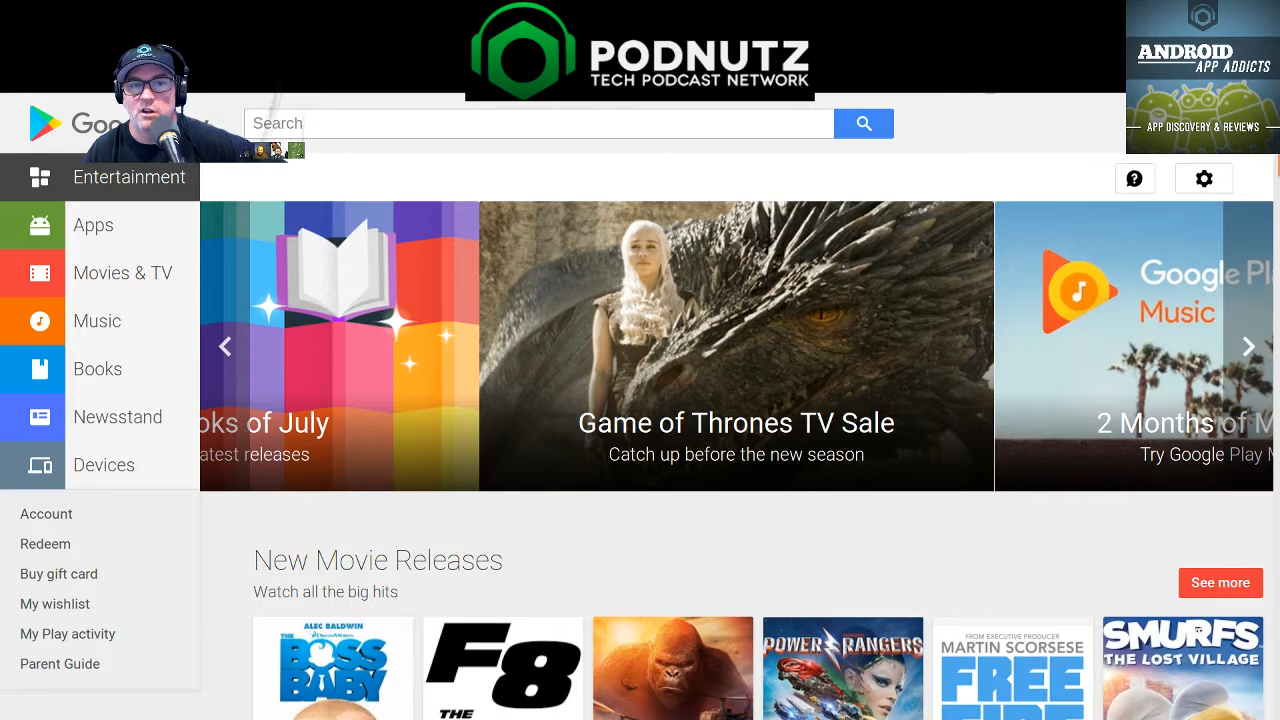 PODNUTZ
TECH PODCAST NETWORK
ANDROID
APP ADDICTS
APP DISCOVERY & REVIEWS
Search
Entertainment
Apps
Movies & TV
Music
Books
Newsstand
Devices
Account
Redeem
Buy gift card
My wishlist
My Play activity
Parent Guide
oks of July
atest releases
Game of Thrones TV Sale
Catch up before the new season
Google Pl
Music
2 Months of M
Try Google Play M
New Movie Releases
Watch all the big hits
See more
ALEC BALDWIN
THE
BOSS
BABY
F8
THE
POWER RANGERS
FROM EXECUTIVE PRODUCER
MARTIN SCORSESE
FREE
FIRE
SMURFS
THE LOST VILLAGE